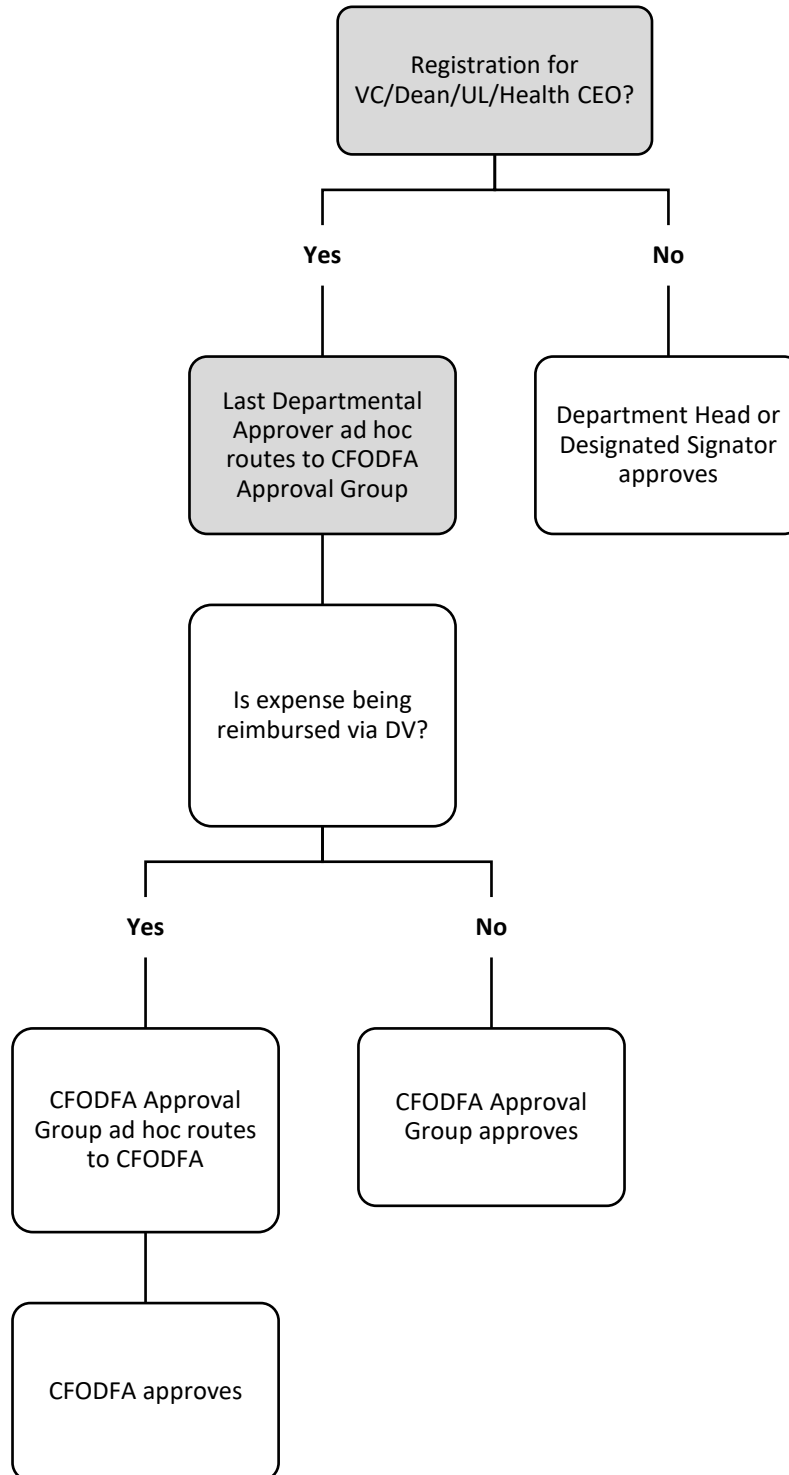 Registration for
VC/Dean/UL/Health CEO?
Yes
No
Last Departmental
Approver ad hoc
routes to CFODFA
Approval Group
Department Head or
Designated Signator
approves
Is expense being
reimbursed via DV?
Yes
No
CFODFA Approval
Group ad hoc routes
to CFODFA
CFODFA Approval
Group approves
CFODFA approves